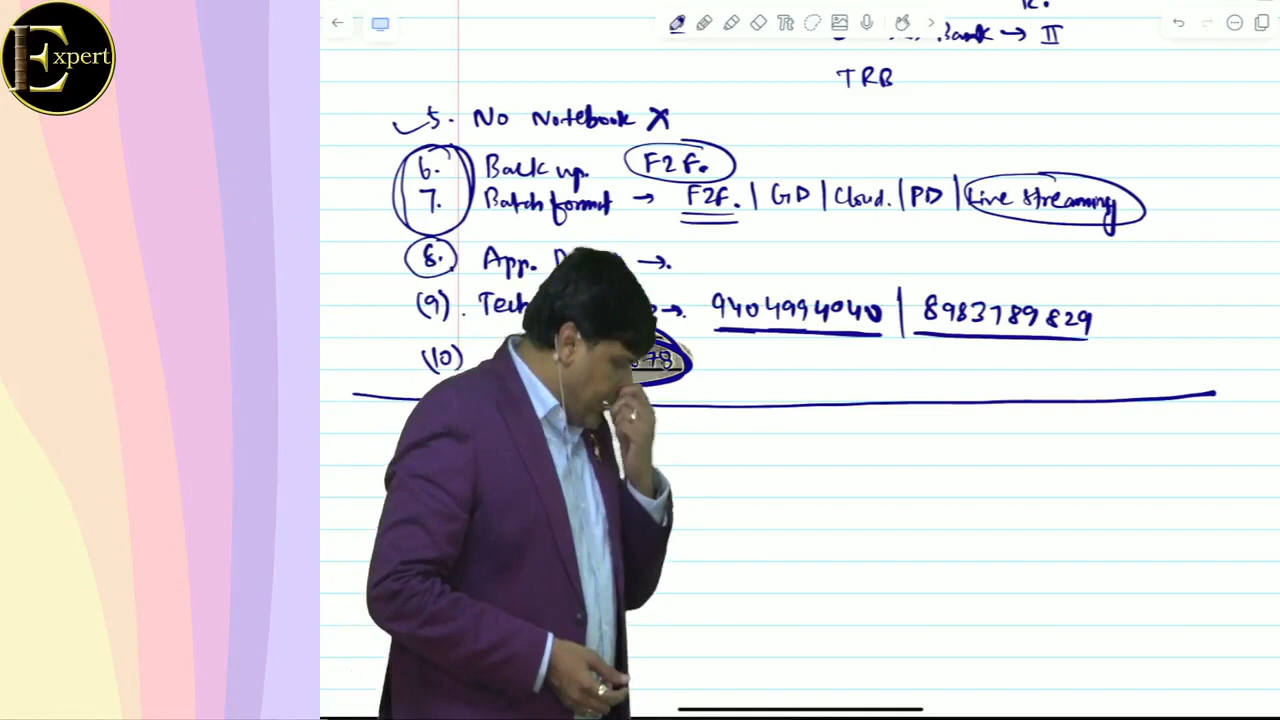 Expert
Bank → II
TRB
5. No Notebook X
6. Back up. F2F.
7. Batch format → F2F. | GD | Cloud. | PD | Live Streaming
8. App. →.
(9). Tech →. 9404994040 | 8983789829
(10) 78